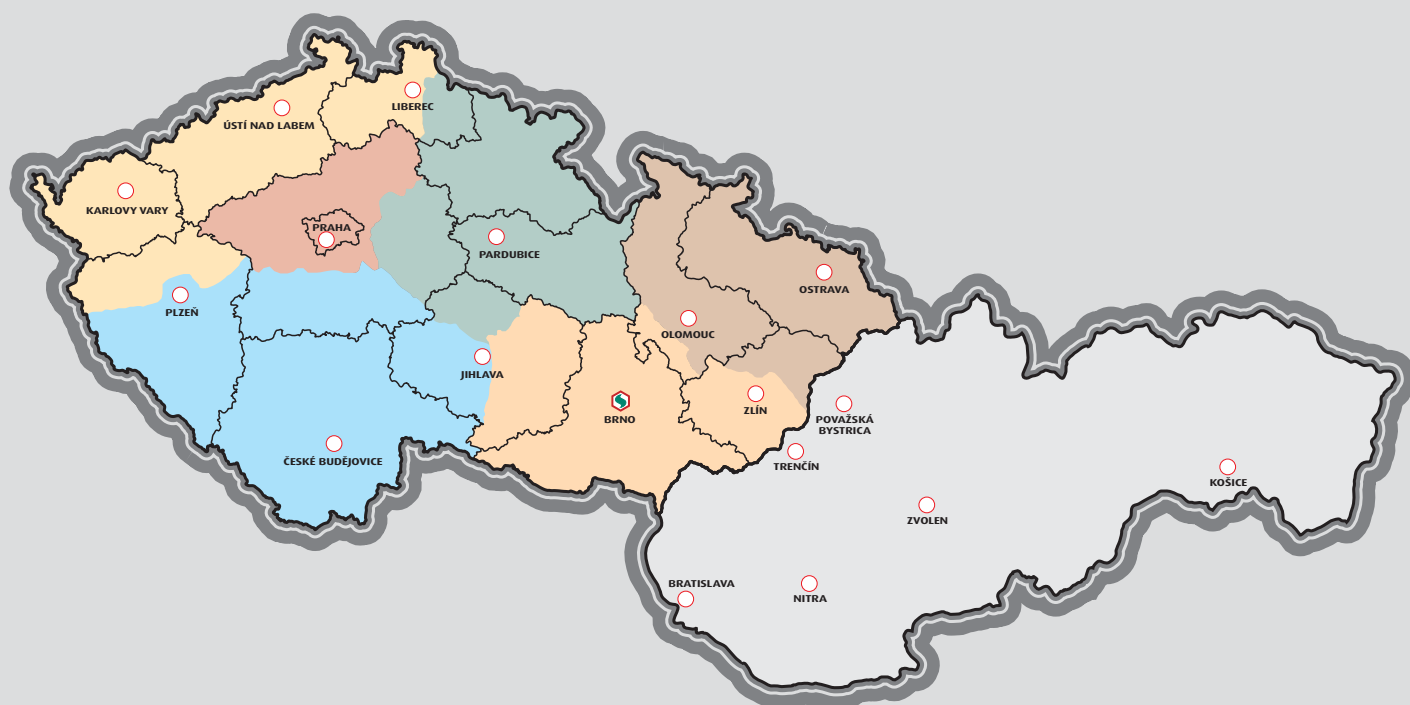 LIBEREC
ÚSTÍ NAD LABEM
KARLOVY VARY
PRAHA
PARDUBICE
OSTRAVA
PLZEŇ
OLOMOUC
JIHLAVA
ZLÍN
BRNO
POVAŽSKÁ
BYSTRICA
ČESKÉ BUDĚJOVICE
TRENČÍN
KOŠICE
ZVOLEN
BRATISLAVA
NITRA